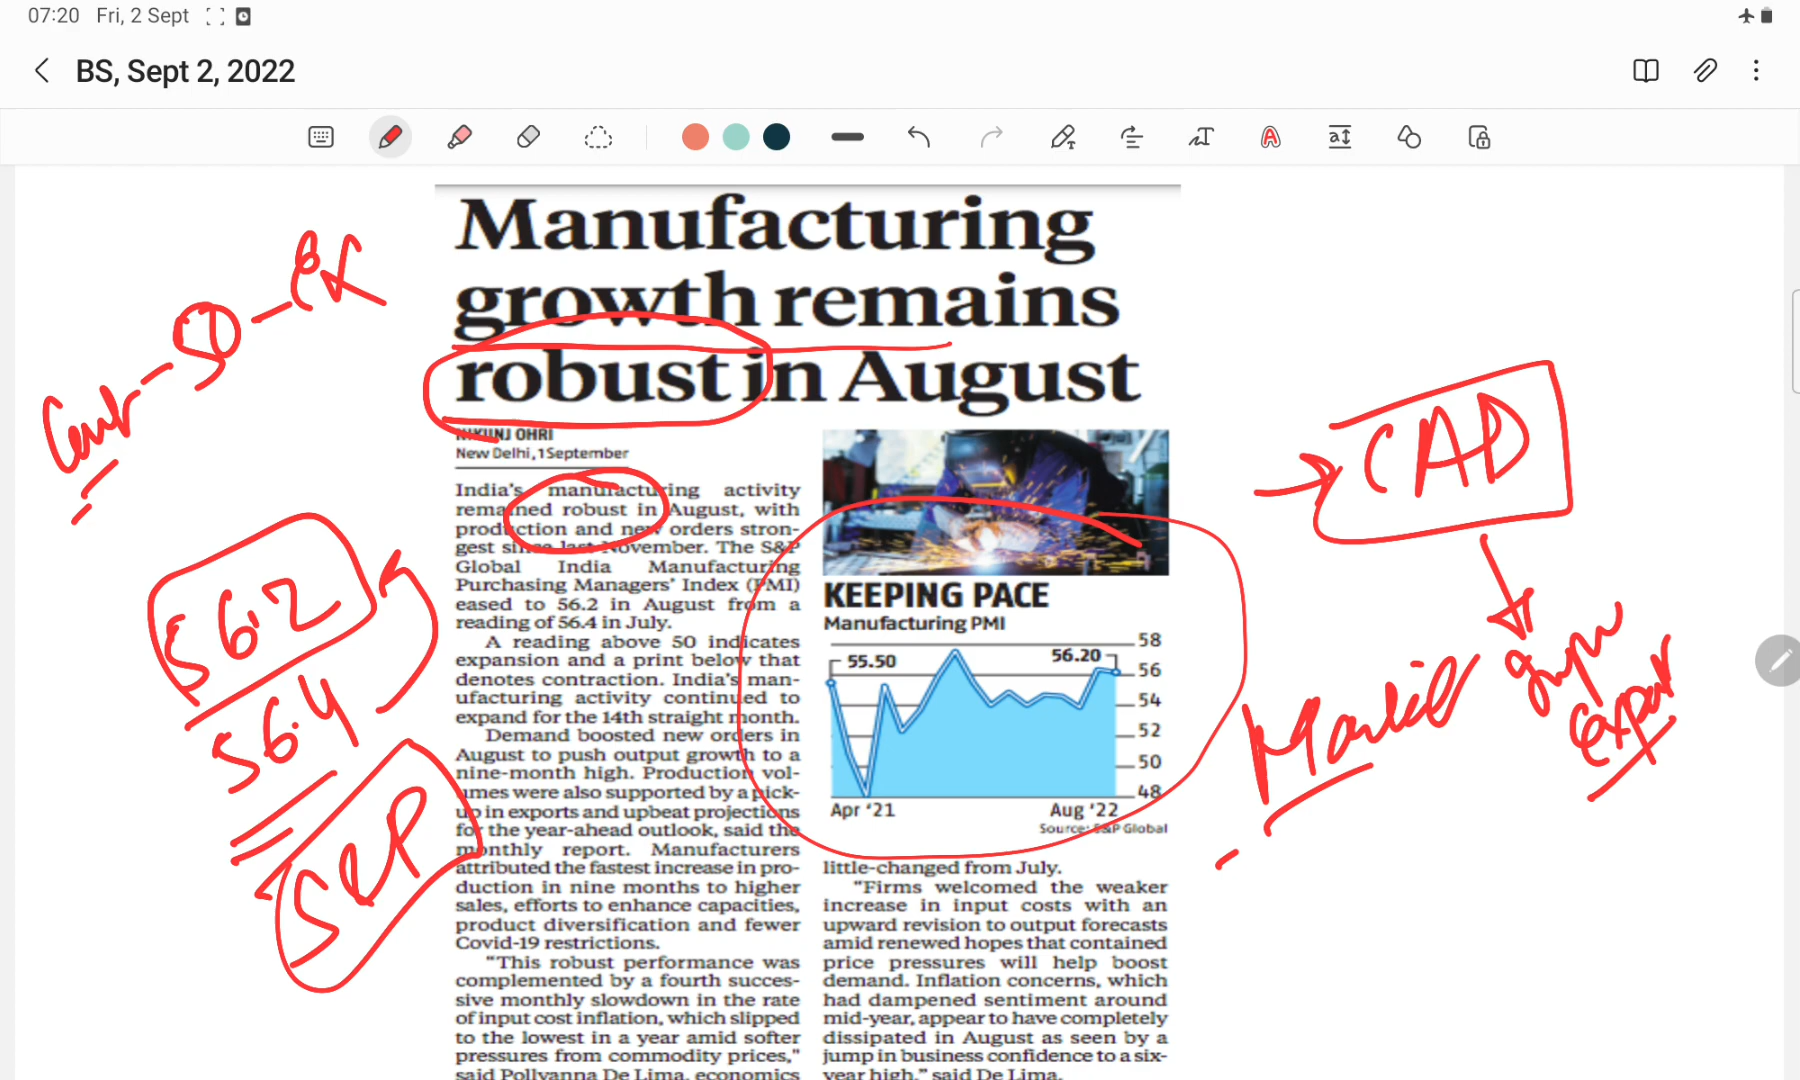 07:20 Fri, 2 Sept
BS, Sept 2, 2022
Manufacturing
growth remains
robust in August
NIKUNJ OHRI
New Delhi, 1 September
India's manufacturing activity
remained robust in August, with
production and new orders stron-
gest since last November. The S&P
Global India Manufacturing
Purchasing Managers' Index (PMI)
eased to 56.2 in August from a
reading of 56.4 in July.
A reading above 50 indicates
expansion and a print below that
denotes contraction. India's man-
ufacturing activity continued to
expand for the 14th straight month.
Demand boosted new orders in
August to push output growth to a
nine-month high. Production vol-
umes were also supported by a pick-
up in exports and upbeat projections
for the year-ahead outlook, said the
monthly report. Manufacturers
attributed the fastest increase in pro-
duction in nine months to higher
sales, efforts to enhance capacities,
product diversification and fewer
Covid-19 restrictions.
"This robust performance was
complemented by a fourth succes-
sive monthly slowdown in the rate
of input cost inflation, which slipped
to the lowest in a year amid softer
pressures from commodity prices,"
said Pollyanna De Lima, economics
KEEPING PACE
Manufacturing PMI
58
55.50
56.20
56
54
52
50
48
Apr '21
Aug '22
Source: S&P Global
little-changed from July.
"Firms welcomed the weaker
increase in input costs with an
upward revision to output forecasts
amid renewed hopes that contained
price pressures will help boost
demand. Inflation concerns, which
had dampened sentiment around
mid-year, appear to have completely
dissipated in August as seen by a
jump in business confidence to a six-
year high," said De Lima.
56.2
56.4
S&P
CAD